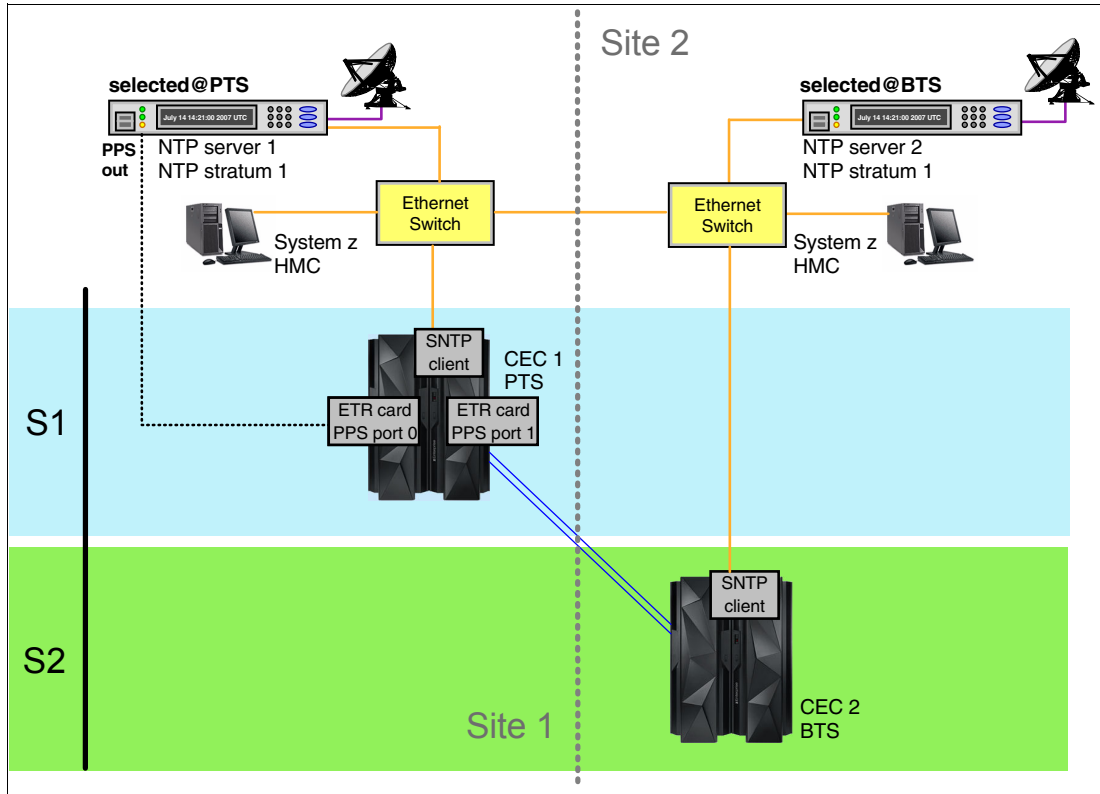 Site 2
selected@PTS
July 14 14:21:00 2007 UTC
PPS
out
NTP server 1
NTP stratum 1
selected@BTS
July 14 14:21:00 2007 UTC
NTP server 2
NTP stratum 1
Ethernet
Switch
Ethernet
Switch
System z
HMC
System z
HMC
S1
SNTP
client
CEC 1
PTS
ETR card
PPS port 0
ETR card
PPS port 1
S2
SNTP
client
Site 1
CEC 2
BTS